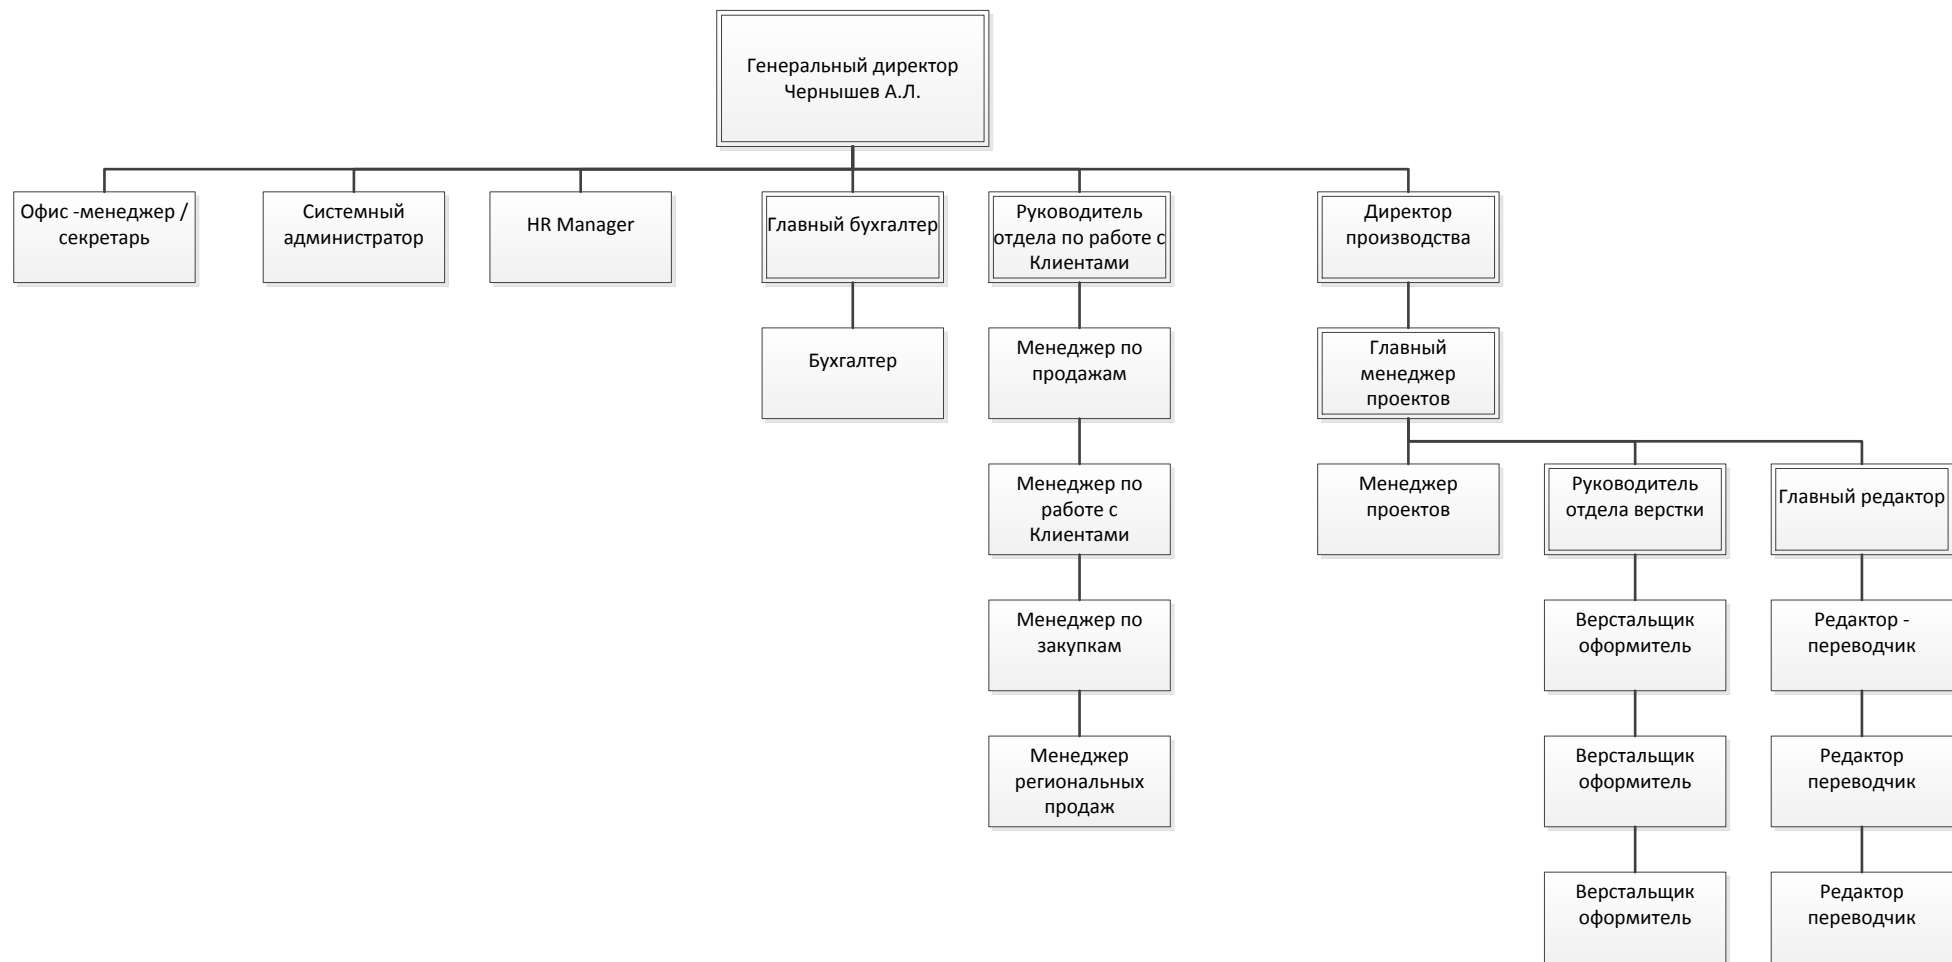 Генеральный директор
Чернышев А.Л.
Офис -менеджер /
секретарь
Системный
администратор
HR Manager
Главный бухгалтер
Руководитель
отдела по работе с
Клиентами
Директор
производства
Бухгалтер
Менеджер по
продажам
Главный
менеджер
проектов
Менеджер по
работе с
Клиентами
Менеджер
проектов
Руководитель
отдела верстки
Главный редактор
Менеджер по
закупкам
Верстальщик
оформитель
Редактор -
переводчик
Менеджер
региональных
продаж
Верстальщик
оформитель
Редактор
переводчик
Верстальщик
оформитель
Редактор
переводчик